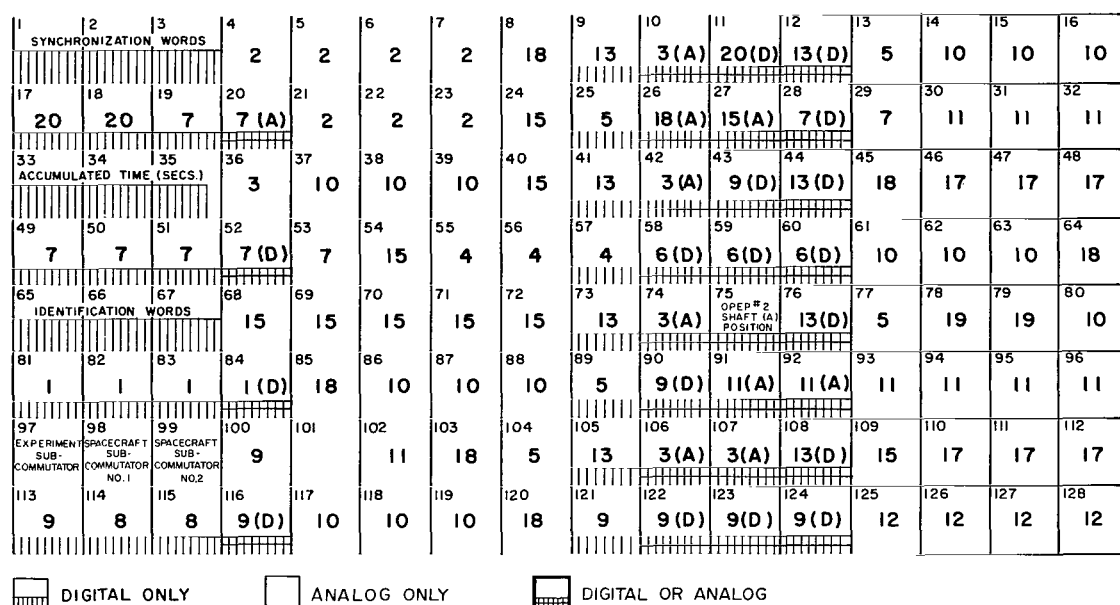 1 2 3 4 5 6 7 8 9 10 11 12 13 14 15 16
SYNCHRONIZATION WORDS 2 2 2 2 18 13 3(A) 20(D) 13(D) 5 10 10 10
17 18 19 20 21 22 23 24 25 26 27 28 29 30 31 32
20 20 7 7(A) 2 2 2 15 5 18(A) 15(A) 7(D) 7 11 11 11
33 34 35 36 37 38 39 40 41 42 43 44 45 46 47 48
ACCUMULATED TIME (SECS.) 3 10 10 10 15 13 3(A) 9(D) 13(D) 18 17 17 17
49 50 51 52 53 54 55 56 57 58 59 60 61 62 63 64
7 7 7 7(D) 7 15 4 4 4 6(D) 6(D) 6(D) 10 10 10 18
65 66 67 68 69 70 71 72 73 74 75 76 77 78 79 80
IDENTIFICATION WORDS 15 15 15 15 15 13 3(A) OPEP #2 SHAFT (A) POSITION 13(D) 5 19 19 10
81 82 83 84 85 86 87 88 89 90 91 92 93 94 95 96
1 1 1 1(D) 18 10 10 10 5 9(D) 11(A) 11(A) 11 11 11 11
97 98 99 100 101 102 103 104 105 106 107 108 109 110 111 112
EXPERIMENT SUB-COMMUTATOR SPACECRAFT SUB-COMMUTATOR NO. 1 SPACECRAFT SUB-COMMUTATOR NO.2 9 11 18 5 13 3(A) 3(A) 13(D) 15 17 17 17
113 114 115 116 117 118 119 120 121 122 123 124 125 126 127 128
9 8 8 9(D) 10 10 10 18 9 9(D) 9(D) 9(D) 12 12 12 12
DIGITAL ONLY ANALOG ONLY DIGITAL OR ANALOG